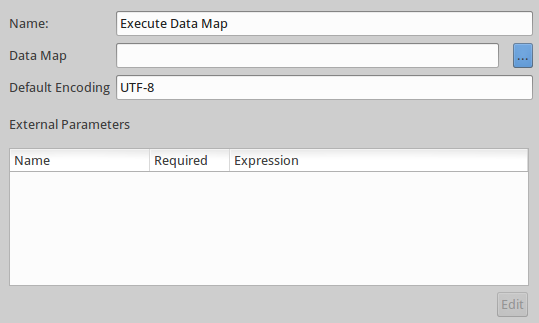 Name: Execute Data Map
Data Map ...
Default Encoding UTF-8
External Parameters
Name Required Expression
Edit